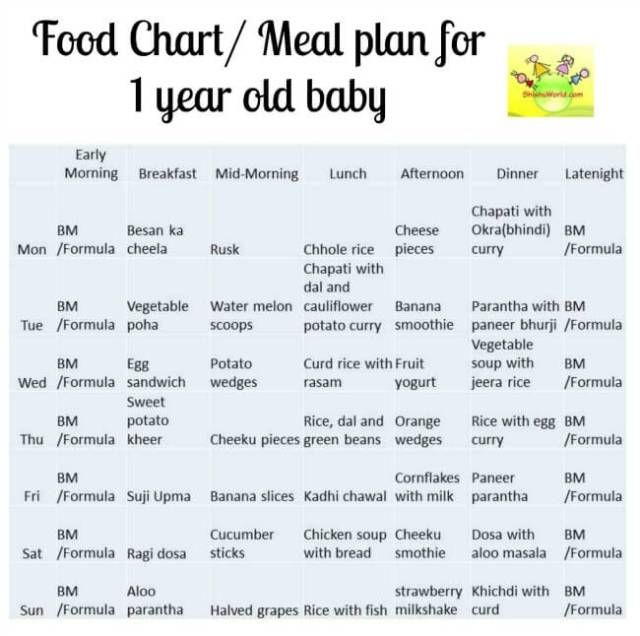 Food Chart/ Meal plan for
1 year old baby
ShishuWorld.com
Early
Morning Breakfast Mid-Morning Lunch Afternoon Dinner Latenight
Chapati with
BM Besan ka Cheese Okra(bhindi) BM
Mon /Formula cheela Rusk Chhole rice pieces curry /Formula
Chapati with
dal and
BM Vegetable Water melon cauliflower Banana Parantha with BM
Tue /Formula poha scoops potato curry smoothie paneer bhurji /Formula
Vegetable
BM Egg Potato Curd rice with Fruit soup with BM
Wed /Formula sandwich wedges rasam yogurt jeera rice /Formula
Sweet
BM potato Rice, dal and Orange Rice with egg BM
Thu /Formula kheer Cheeku pieces green beans wedges curry /Formula
BM Cornflakes Paneer BM
Fri /Formula Suji Upma Banana slices Kadhi chawal with milk parantha /Formula
BM Cucumber Chicken soup Cheeku Dosa with BM
Sat /Formula Ragi dosa sticks with bread smothie aloo masala /Formula
BM Aloo strawberry Khichdi with BM
Sun /Formula parantha Halved grapes Rice with fish milkshake curd /Formula